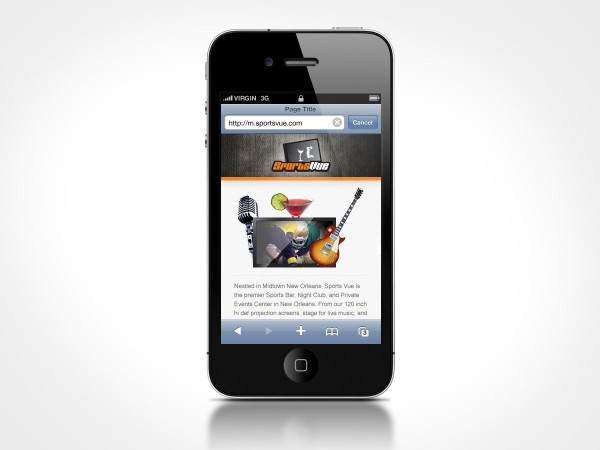 VIRGIN 3G
Page Title
http://m.sportsvue.com
Cancel
SportsVue
Nestled in Midtown New Orleans, Sports Vue is
the premier Sports Bar, Night Club, and Private
Events Center in New Orleans. From our 120 inch
hi def projection screens, stage for live music, and
3